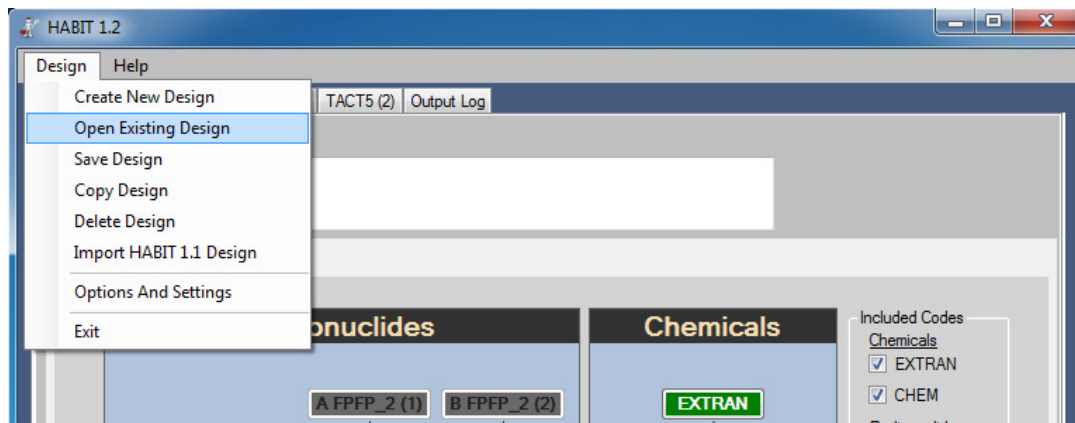 HABIT 1.2
Design Help
Create New Design
TACT5 (2) Output Log
Open Existing Design
Save Design
Copy Design
Delete Design
Import HABIT 1.1 Design
Options And Settings
Exit
onuclides
Chemicals
Included Codes
Chemicals
EXTRAN
CHEM
A FPFP_2 (1) B FPFP_2 (2)
EXTRAN